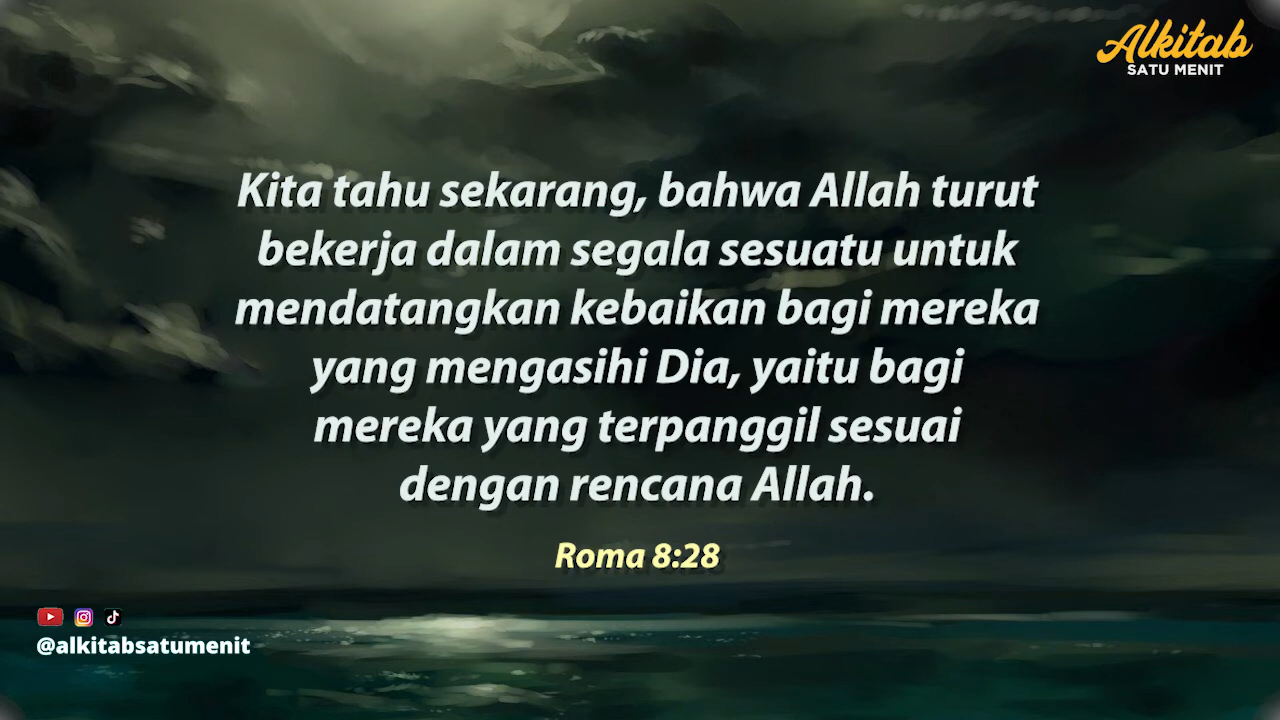 Alkitab
SATU MENIT
Kita tahu sekarang, bahwa Allah turut
bekerja dalam segala sesuatu untuk
mendatangkan kebaikan bagi mereka
yang mengasihi Dia, yaitu bagi
mereka yang terpanggil sesuai
dengan rencana Allah.
Roma 8:28
@alkitabsatumenit